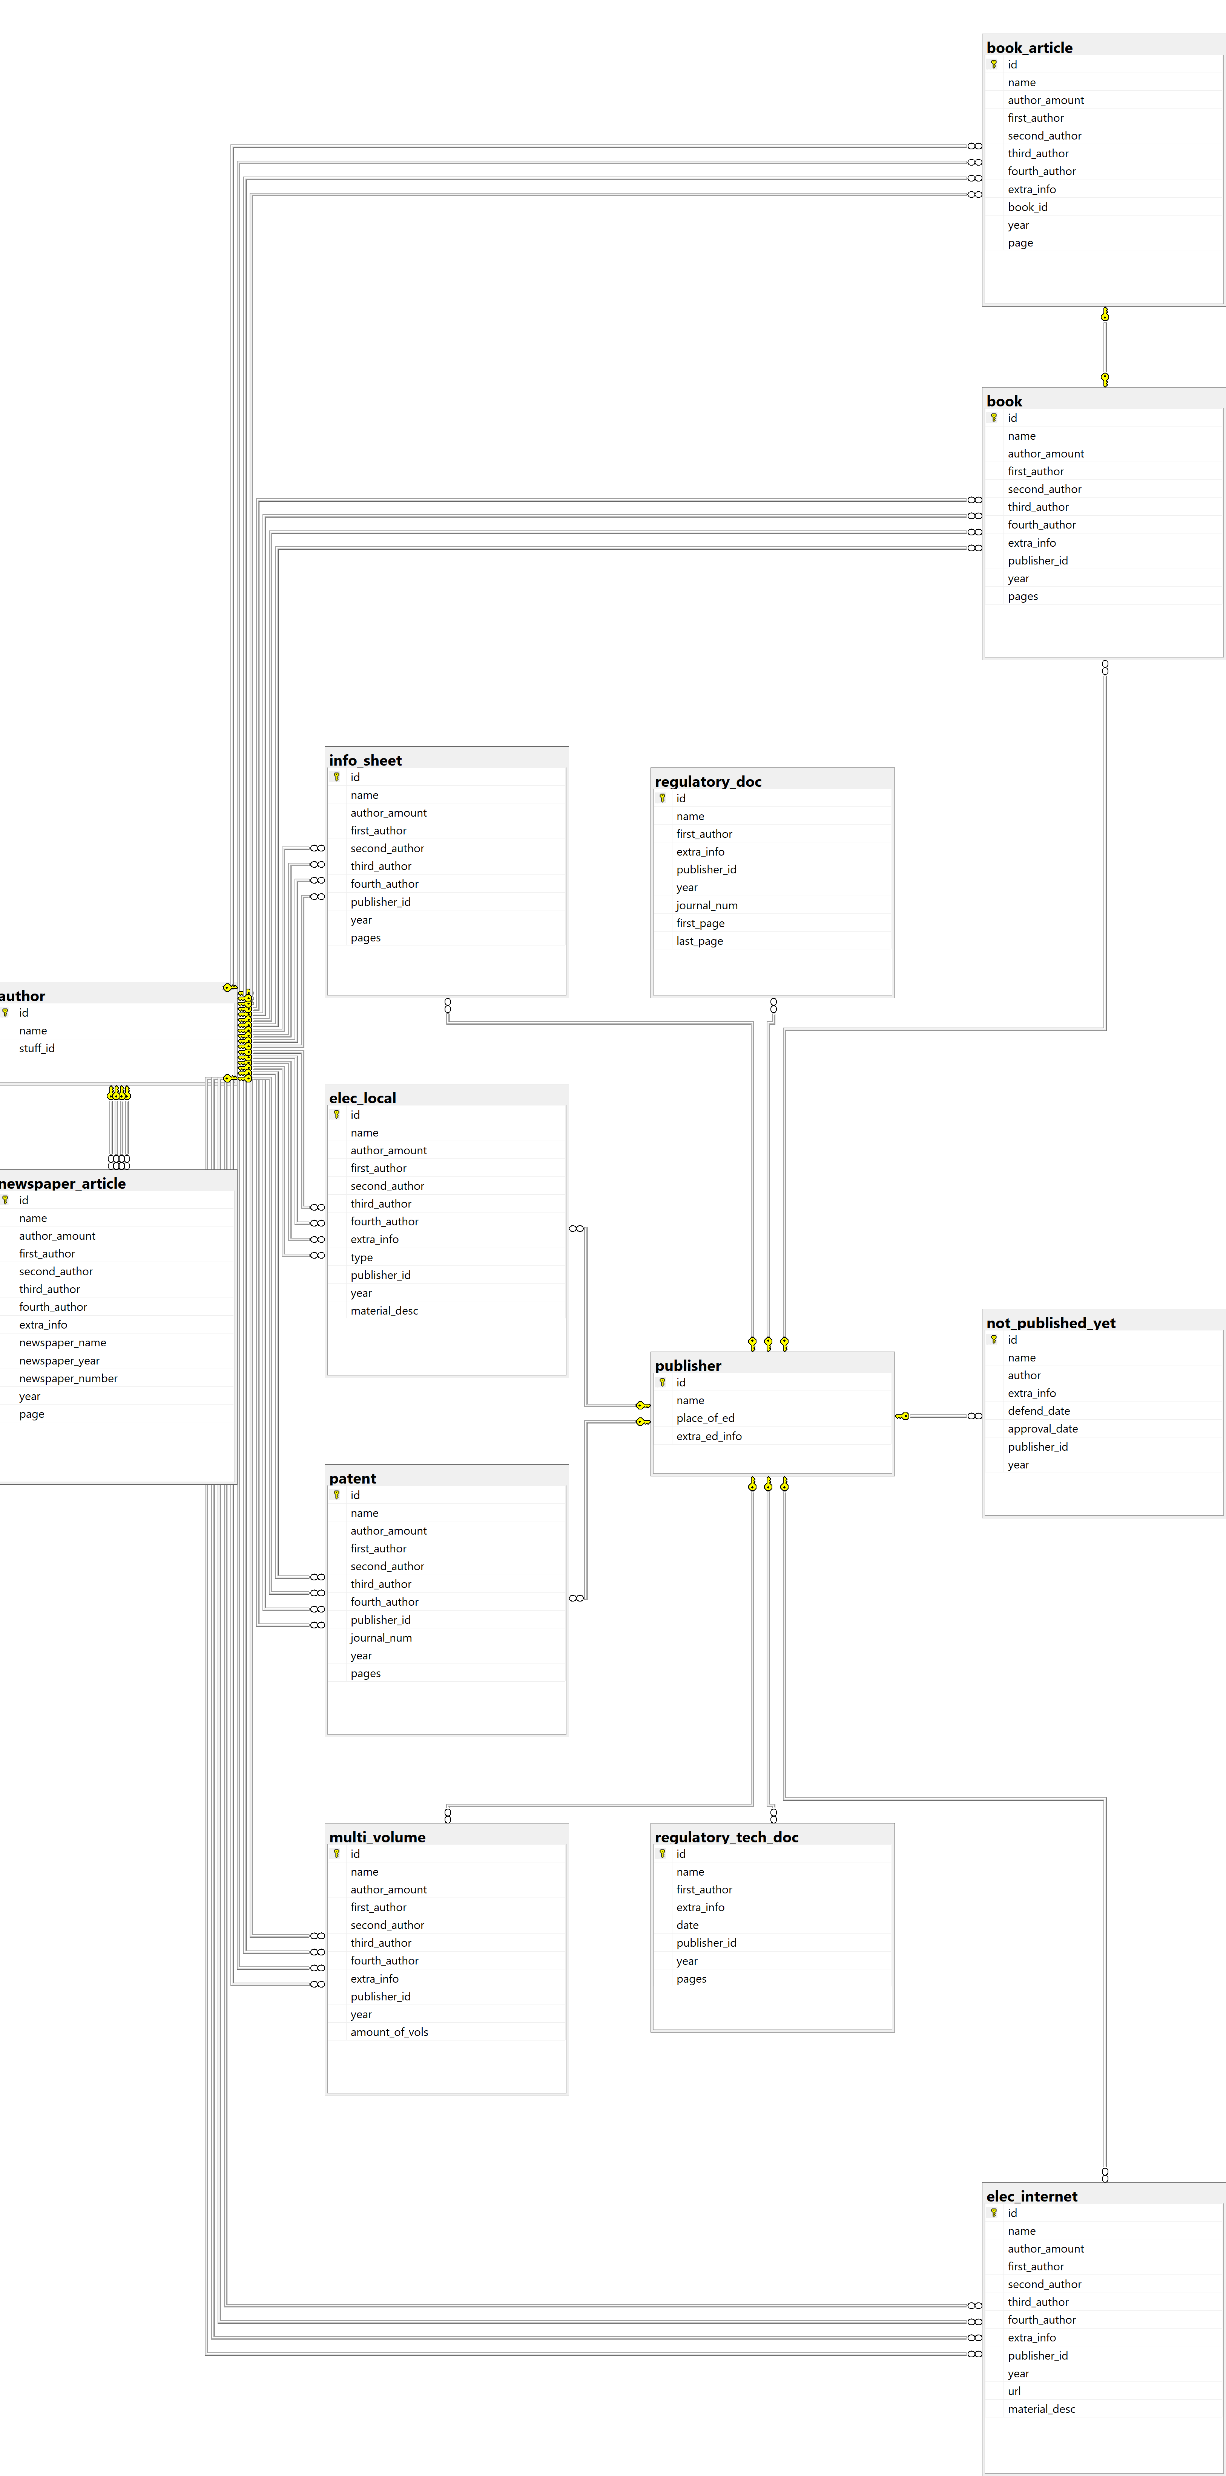 book_article
id
name
author_amount
first_author
second_author
third_author
fourth_author
extra_info
book_id
year
page
book
id
name
author_amount
first_author
second_author
third_author
fourth_author
extra_info
publisher_id
year
pages
info_sheet
id
name
author_amount
first_author
second_author
third_author
fourth_author
publisher_id
year
pages
regulatory_doc
id
name
first_author
extra_info
publisher_id
year
journal_num
first_page
last_page
author
id
name
stuff_id
elec_local
id
name
author_amount
first_author
second_author
third_author
fourth_author
extra_info
type
publisher_id
year
material_desc
newspaper_article
id
name
author_amount
first_author
second_author
third_author
fourth_author
extra_info
newspaper_name
newspaper_year
newspaper_number
year
page
publisher
id
name
place_of_ed
extra_ed_info
not_published_yet
id
name
author
extra_info
defend_date
approval_date
publisher_id
year
patent
id
name
author_amount
first_author
second_author
third_author
fourth_author
publisher_id
journal_num
year
pages
multi_volume
id
name
author_amount
first_author
second_author
third_author
fourth_author
extra_info
publisher_id
year
amount_of_vols
regulatory_tech_doc
id
name
first_author
extra_info
date
publisher_id
year
pages
elec_internet
id
name
author_amount
first_author
second_author
third_author
fourth_author
extra_info
publisher_id
year
url
material_desc